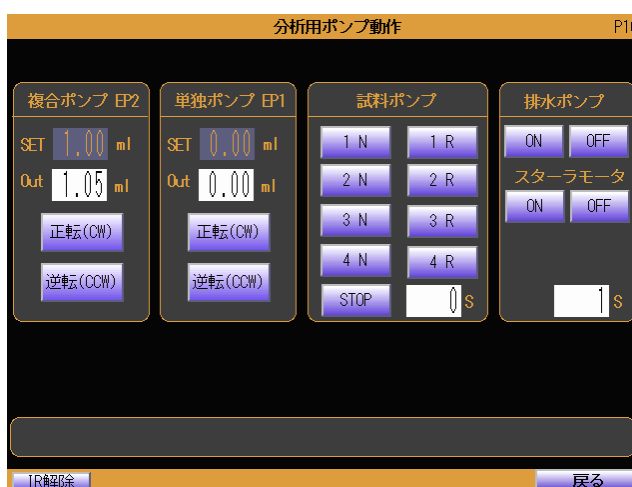 分析用ポンプ動作
複合ポンプ EP2
SET 1.00 ml
Out 1.05 ml
正転(CW)
逆転(CCW)
単独ポンプ EP1
SET 0.00 ml
Out 0.00 ml
正転(CW)
逆転(CCW)
試料ポンプ
1 N 1 R
2 N 2 R
3 N 3 R
4 N 4 R
STOP 0 S
排水ポンプ
ON OFF
スターラモータ
ON OFF
1 S
IR解除 戻る